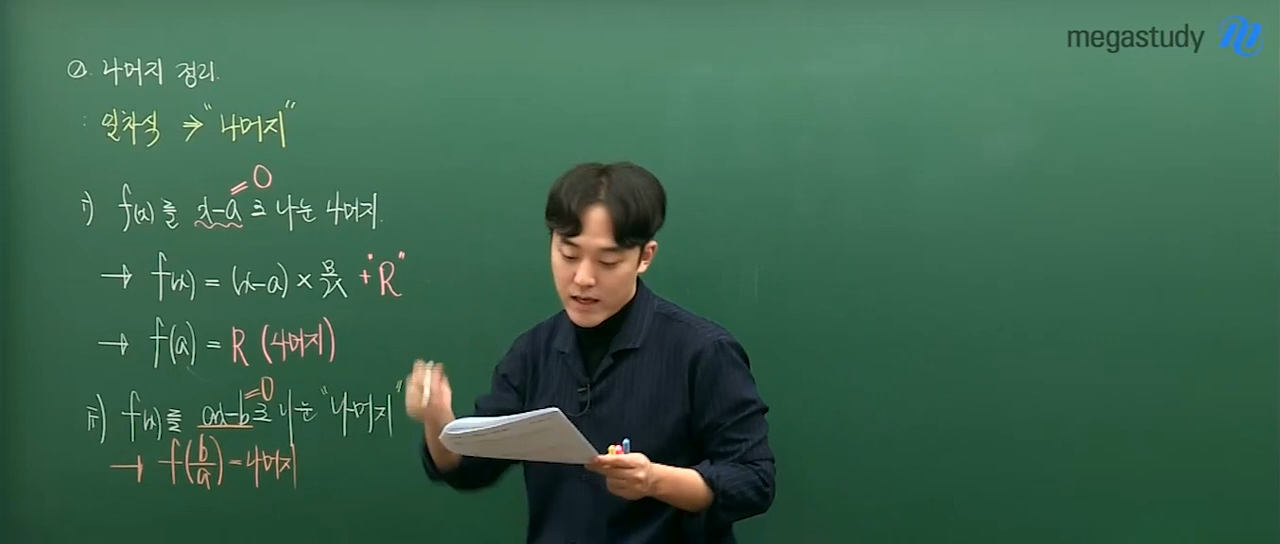 megastudy
②. 나머지 정리.
: 일차식 ⇒ "나머지"
= 0
i) f(x)를 x-a로 나눈 나머지.
→ f(x) = (x-a) × 몫 + "R"
→ f(a) = R (나머지)
= 0
ii) f(x)를 ax-b로 나눈 "나머지"
→ f(b/a) = 나머지